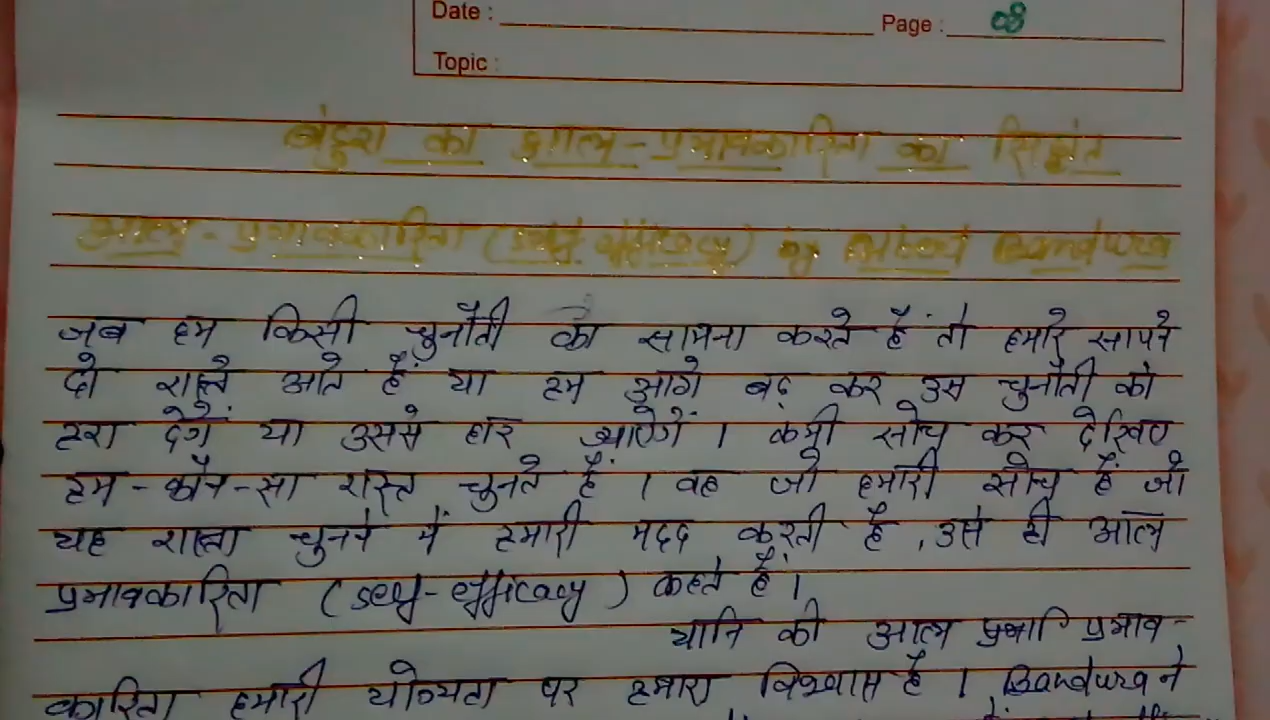 Date :
Page : 08
Topic :
बंडुरा का आत्म-प्रभावकारिता का सिद्धांत
आत्म-प्रभावकारिता (self efficacy) by Albert Bandura
जब हम किसी चुनौती को सामना करते हैं तो हमारे सामने
दो रास्ते आते हैं या हम आगे बढ़ कर उस चुनौती को
हरा देगें या उससे हार जाएगें । कभी सोच कर देखिए
हम-कौन-सा रास्त चुनते हैं । वह जो हमारी सोच है जो
यह रास्ता चुनने में हमारी मदद करती है , उसे ही आत्म
प्रभावकारिता (self-efficacy) कहते हैं ।
यानि की आत्म प्रभाव-
कारिता हमारी योग्यता पर हमारा विश्वास है । Bandura ने